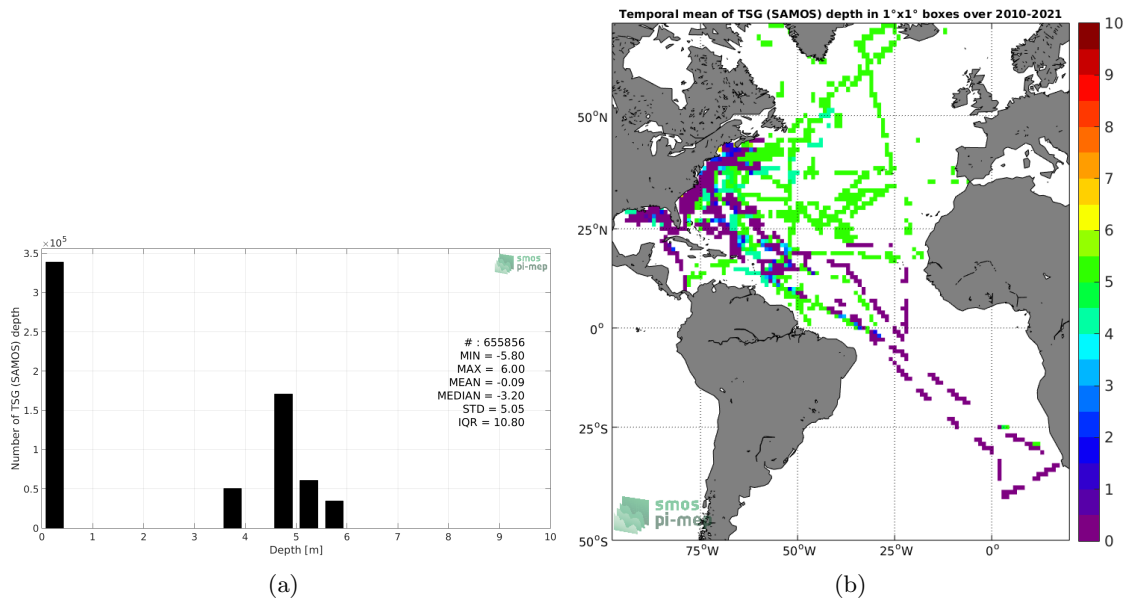 Temporal mean of TSG (SAMOS) depth in 1°x1° boxes over 2010-2021
×10⁵
3.5
3
2.5
2
1.5
1
0.5
0
Number of TSG (SAMOS) depth
smos
pi-mep
# : 655856
MIN = -5.80
MAX = 6.00
MEAN = -0.09
MEDIAN = -3.20
STD = 5.05
IQR = 10.80
0 1 2 3 4 5 6 7 8 9 10
Depth [m]
(a)
50°N
25°N
0°
25°S
50°S
75°W 50°W 25°W 0°
smos
pi-mep
10
9
8
7
6
5
4
3
2
1
0
(b)